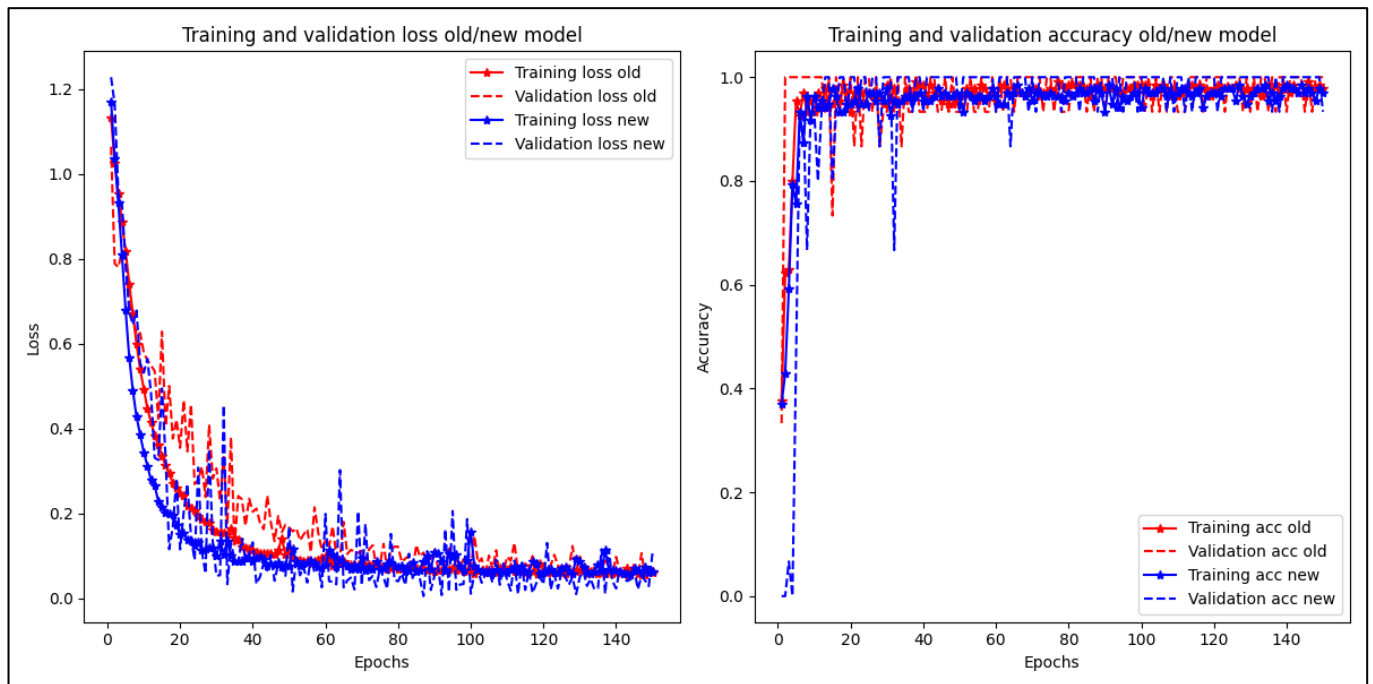 Training and validation loss old/new model
1.2
1.0
0.8
0.6
0.4
0.2
0.0
Loss
0 20 40 60 80 100 120 140
Epochs
Training loss old
Validation loss old
Training loss new
Validation loss new
Training and validation accuracy old/new model
1.0
0.8
0.6
0.4
0.2
0.0
Accuracy
0 20 40 60 80 100 120 140
Epochs
Training acc old
Validation acc old
Training acc new
Validation acc new